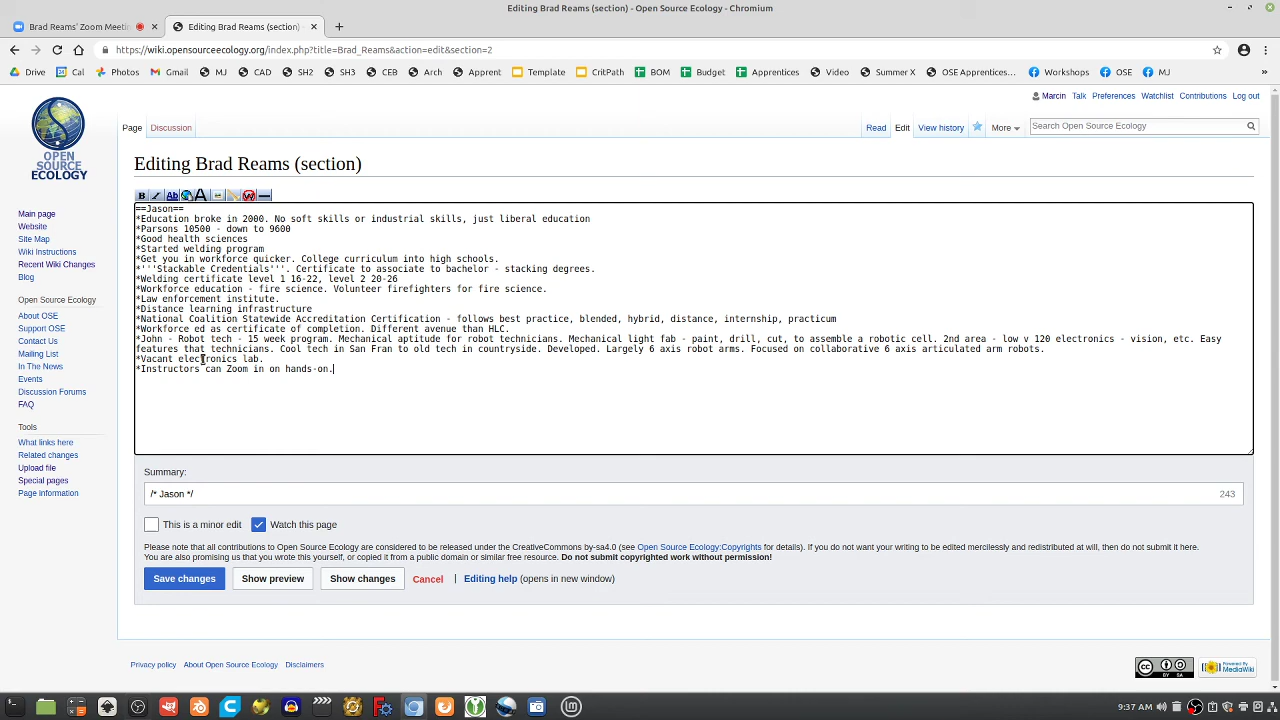 Editing Brad Reams (section) - Open Source Ecology - Chromium
Brad Reams' Zoom Meeti
Editing Brad Reams (section) -
https://wiki.opensourceecology.org/index.php?title=Brad_Reams&action=edit&section=2
Drive Cal Photos Gmail MJ CAD SH2 SH3 CEB Arch Apprent Template CritPath BOM Budget Apprentices Video Summer X OSE Apprentices... Workshops OSE MJ »
Marcin Talk Preferences Watchlist Contributions Log out
Page Discussion Read Edit View history More Search Open Source Ecology
OPEN
SOURCE
ECOLOGY
Main page
Website
Site Map
Wiki Instructions
Recent Wiki Changes
Blog
Open Source Ecology
About OSE
Support OSE
Contact Us
Mailing List
In The News
Events
Discussion Forums
FAQ
Tools
What links here
Related changes
Upload file
Special pages
Page information
Editing Brad Reams (section)
B I Ab A W
==Jason==
*Education broke in 2000. No soft skills or industrial skills, just liberal education
*Parsons 10500 - down to 9600
*Good health sciences
*Started welding program
*Get you in workforce quicker. College curriculum into high schools.
*'''Stackable Credentials'''. Certificate to associate to bachelor - stacking degrees.
*Welding certificate level 1 16-22, level 2 20-26
*Workforce education - fire science. Volunteer firefighters for fire science.
*Law enforcement institute.
*Distance learning infrastructure
*National Coalition Statewide Accreditation Certification - follows best practice, blended, hybrid, distance, internship, practicum
*Workforce ed as certificate of completion. Different avenue than HLC.
*John - Robot tech - 15 week program. Mechanical aptitude for robot technicians. Mechanical light fab - paint, drill, cut, to assemble a robotic cell. 2nd area - low v 120 electronics - vision, etc. Easy
features that technicians. Cool tech in San Fran to old tech in countryside. Developed. Largely 6 axis robot arms. Focused on collaborative 6 axis articulated arm robots.
*Vacant electronics lab.
*Instructors can Zoom in on hands-on.
Summary:
/* Jason */ 243
This is a minor edit Watch this page
Please note that all contributions to Open Source Ecology are considered to be released under the CreativeCommons by-sa4.0 (see Open Source Ecology:Copyrights for details). If you do not want your writing to be edited mercilessly and redistributed at will, then do not submit it here.
You are also promising us that you wrote this yourself, or copied it from a public domain or similar free resource. Do not submit copyrighted work without permission!
Save changes Show preview Show changes Cancel | Editing help (opens in new window)
Privacy policy About Open Source Ecology Disclaimers
CC BY SA Powered By MediaWiki
9:37 AM